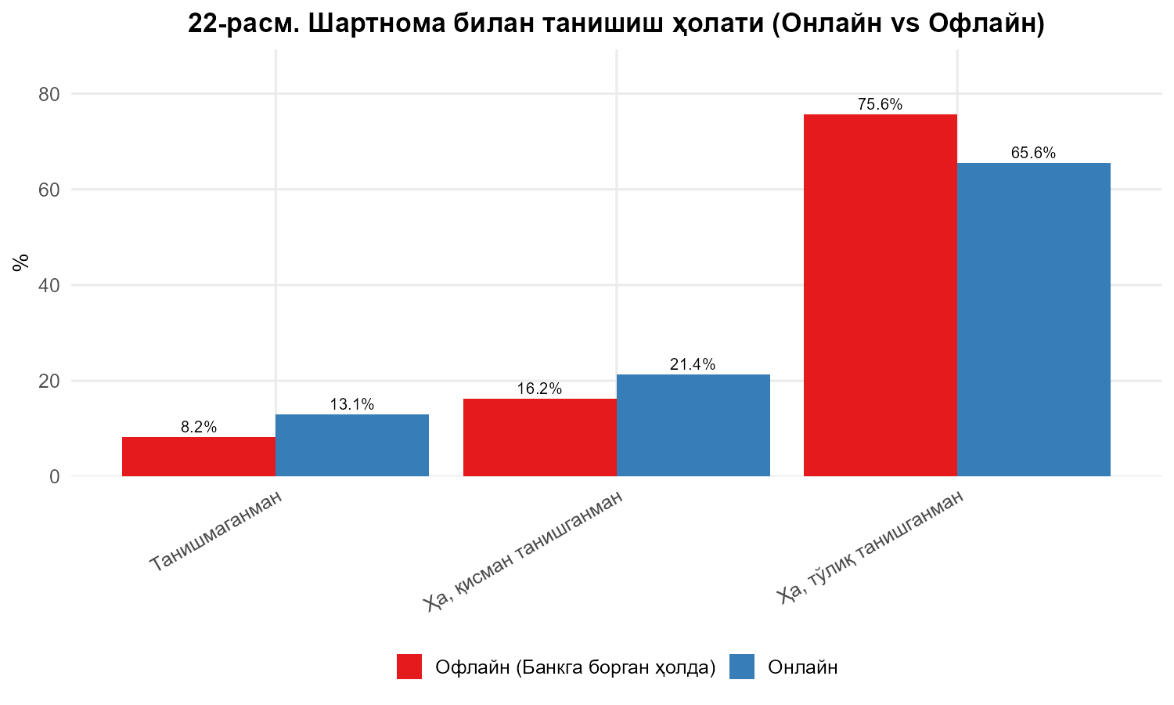 22-расм. Шартнома билан танишиш ҳолати (Онлайн vs Офлайн)
%
80
60
40
20
0
8.2%
13.1%
16.2%
21.4%
75.6%
65.6%
Танишмаганман
Ҳа, қисман танишганман
Ҳа, тўлиқ танишганман
Офлайн (Банкга борган ҳолда)
Онлайн